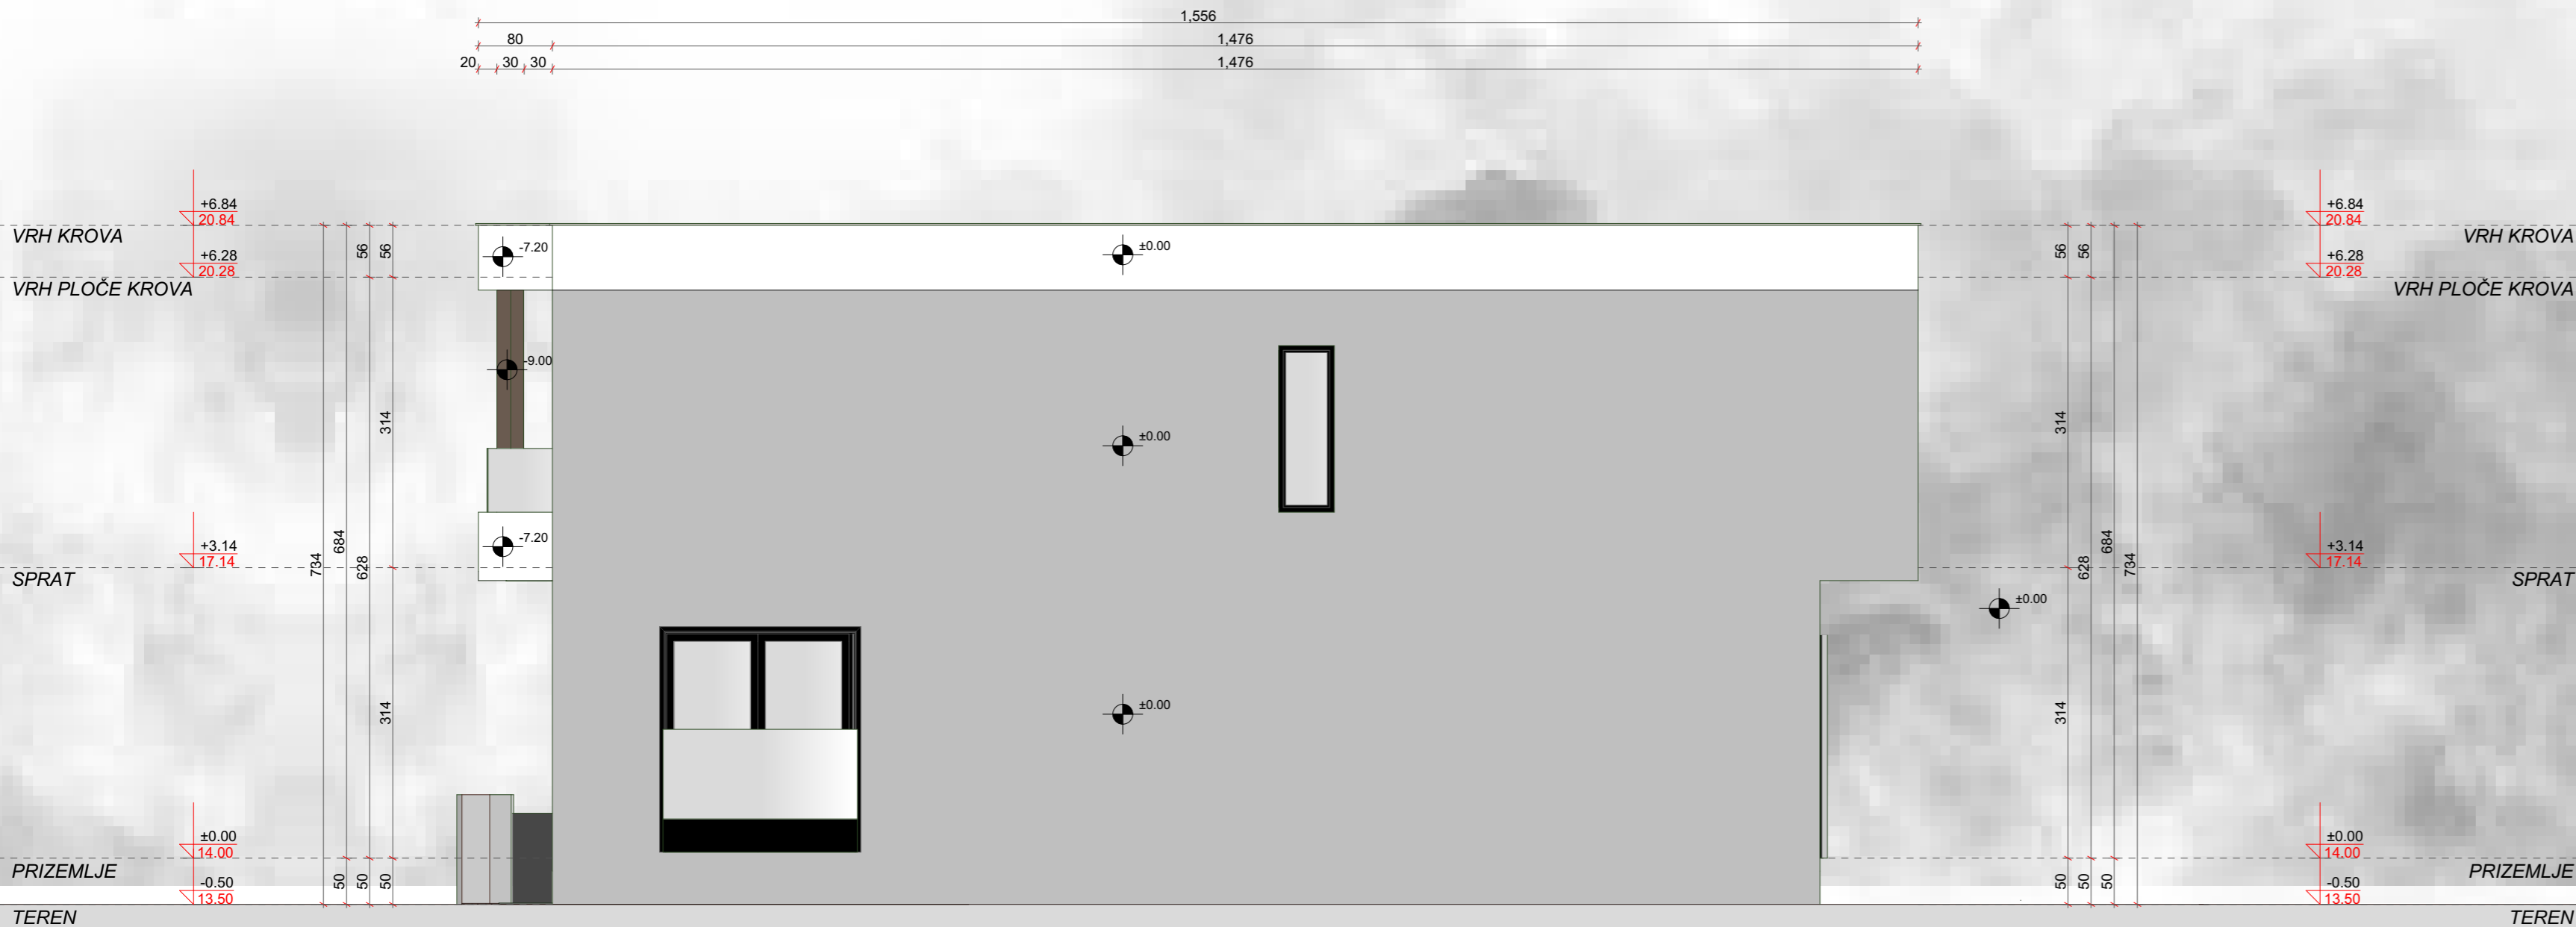 1,556
80 1,476
20 30 30 1,476
+6.84 +6.84
20.84 20.84
VRH KROVA VRH KROVA
56 56 56 56
-7.20 ±0.00
+6.28 +6.28
20.28 20.28
VRH PLOČE KROVA VRH PLOČE KROVA
-9.00
314 314
±0.00
734 684 628 628 684 734
-7.20
+3.14 +3.14
17.14 17.14
SPRAT SPRAT
±0.00
314 314
±0.00
±0.00 ±0.00
14.00 14.00
PRIZEMLJE PRIZEMLJE
50 50 50 50 50 50
-0.50 -0.50
13.50 13.50
TEREN TEREN